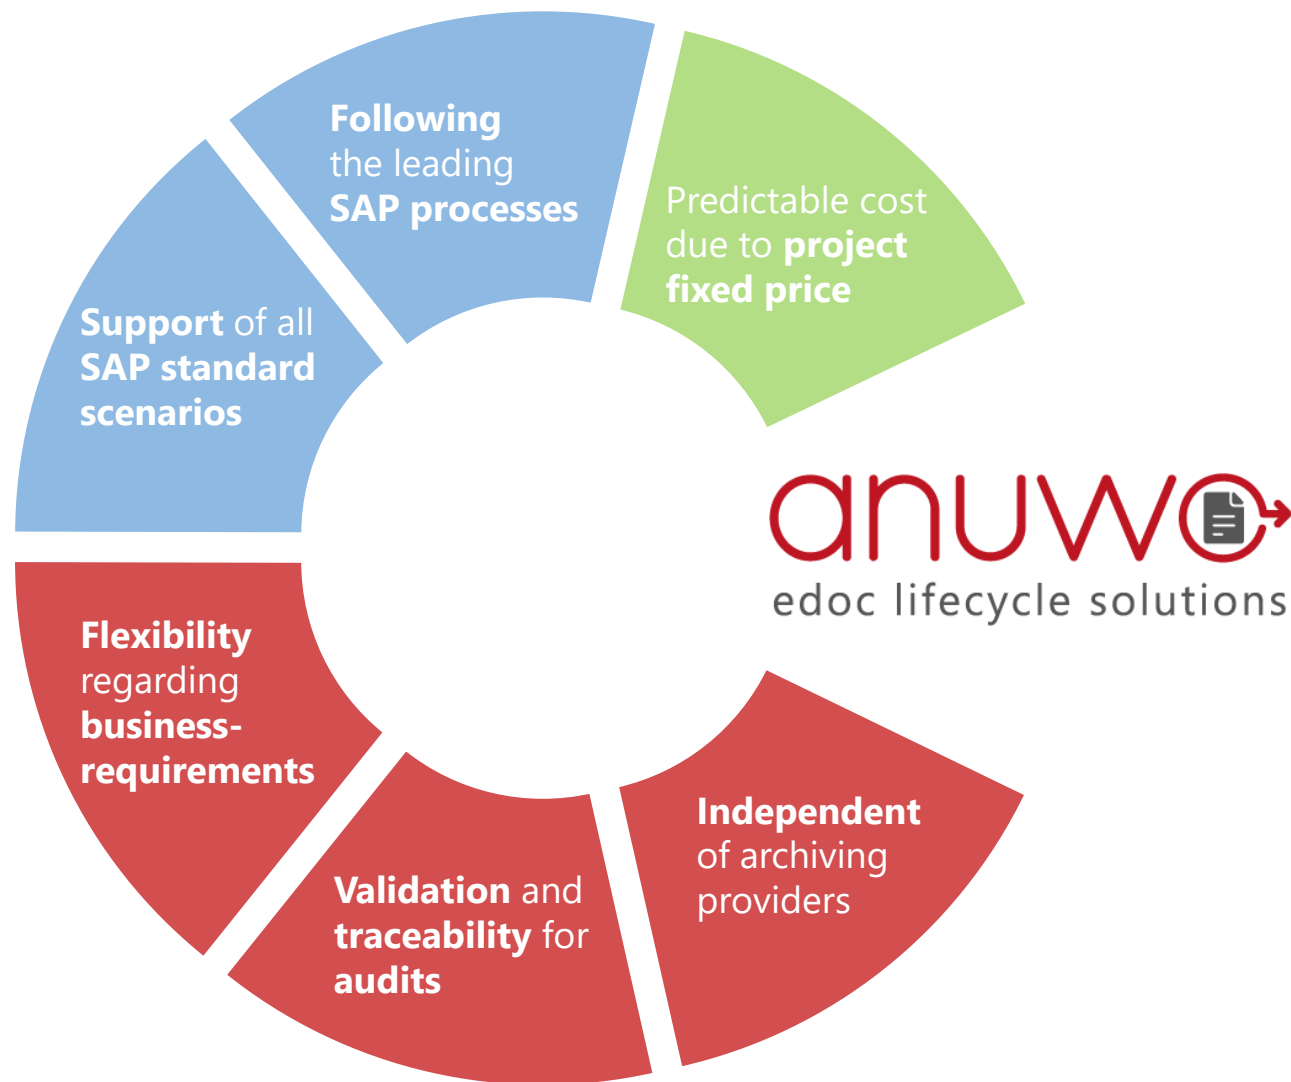 Following
the leading
SAP processes
Predictable cost
due to project
fixed price
Support of all
SAP standard
scenarios
anuwo
edoc lifecycle solutions
Flexibility
regarding
business-
requirements
Validation and
traceability for
audits
Independent
of archiving
providers